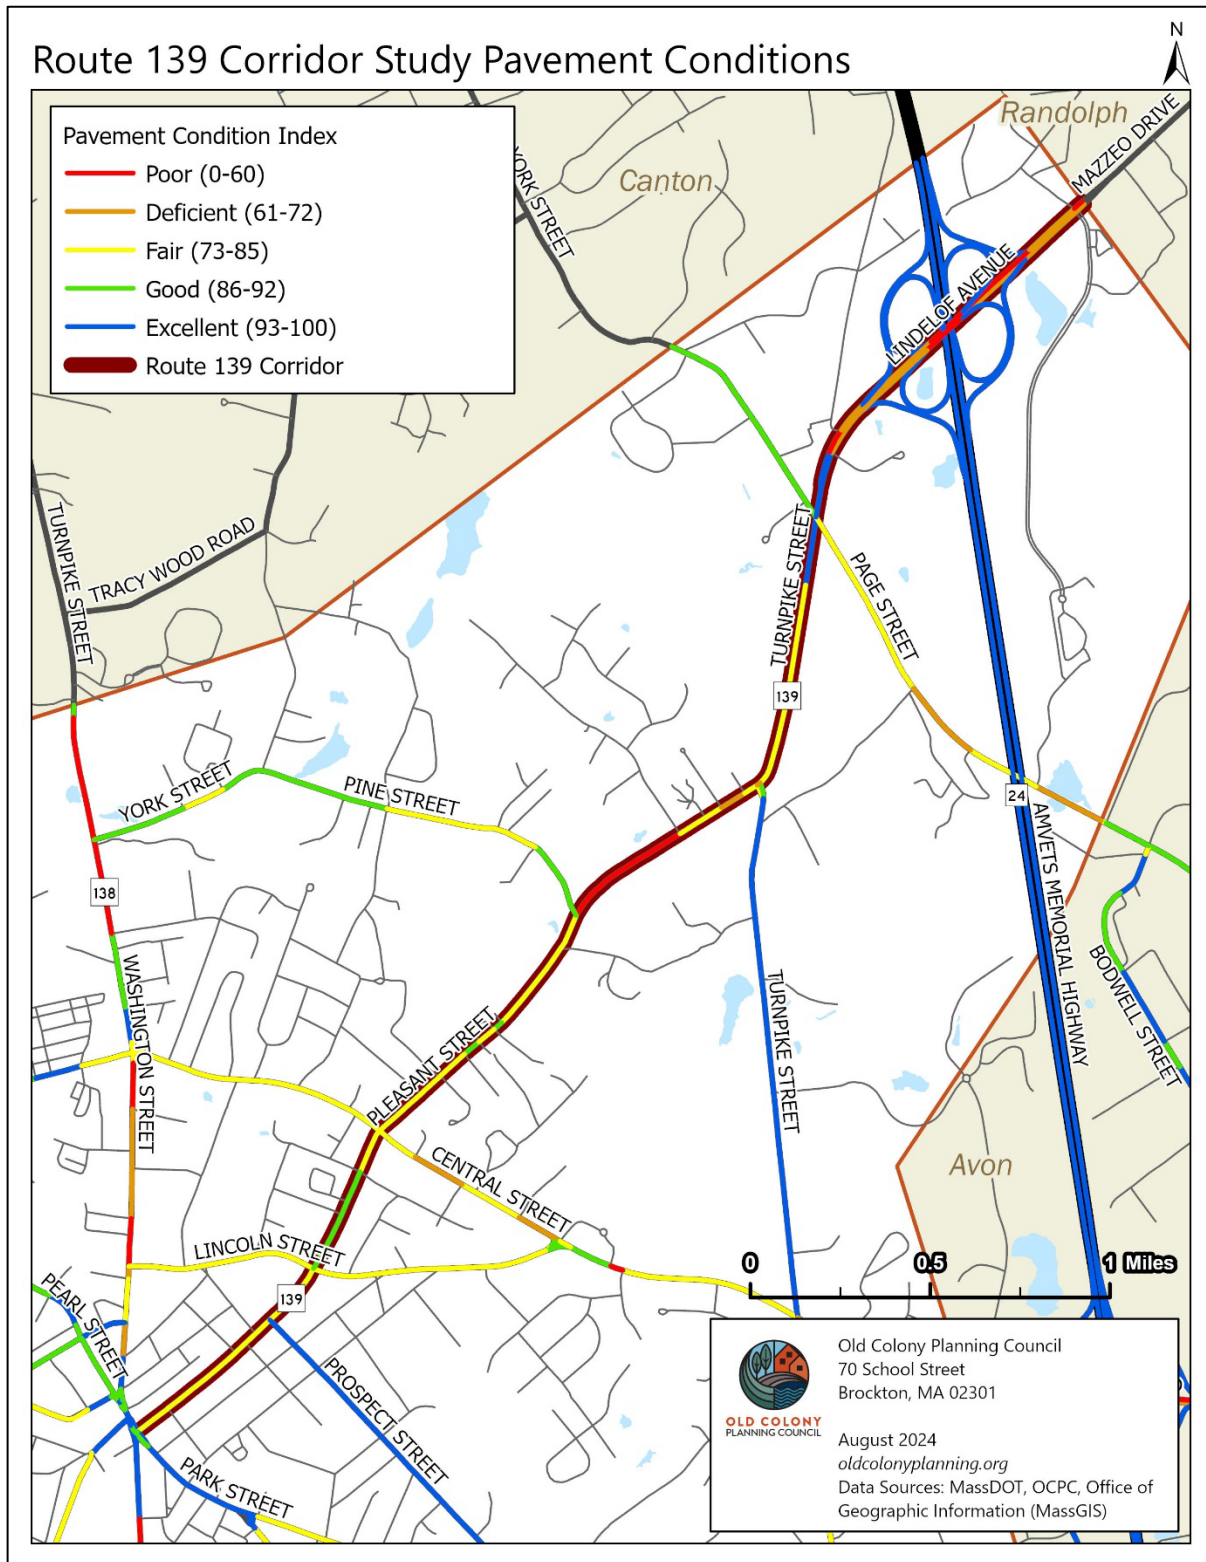 N
Route 139 Corridor Study Pavement Conditions
Pavement Condition Index
Poor (0-60)
Deficient (61-72)
Fair (73-85)
Good (86-92)
Excellent (93-100)
Route 139 Corridor
Randolph
MAZZEO DRIVE
YORK STREET
Canton
LINDELOF AVENUE
TURNPIKE STREET
TRACY WOOD ROAD
TURNPIKE STREET
PAGE STREET
139
24
YORK STREET
PINE STREET
138
AMVETS MEMORIAL HIGHWAY
BODWELL STREET
WASHINGTON STREET
PLEASANT STREET
TURNPIKE STREET
CENTRAL STREET
Avon
LINCOLN STREET
139
PEARL STREET
PROSPECT STREET
PARK STREET
0
0.5
1 Miles
OLD COLONY
PLANNING COUNCIL
Old Colony Planning Council
70 School Street
Brockton, MA 02301
August 2024
oldcolonyplanning.org
Data Sources: MassDOT, OCPC, Office of
Geographic Information (MassGIS)